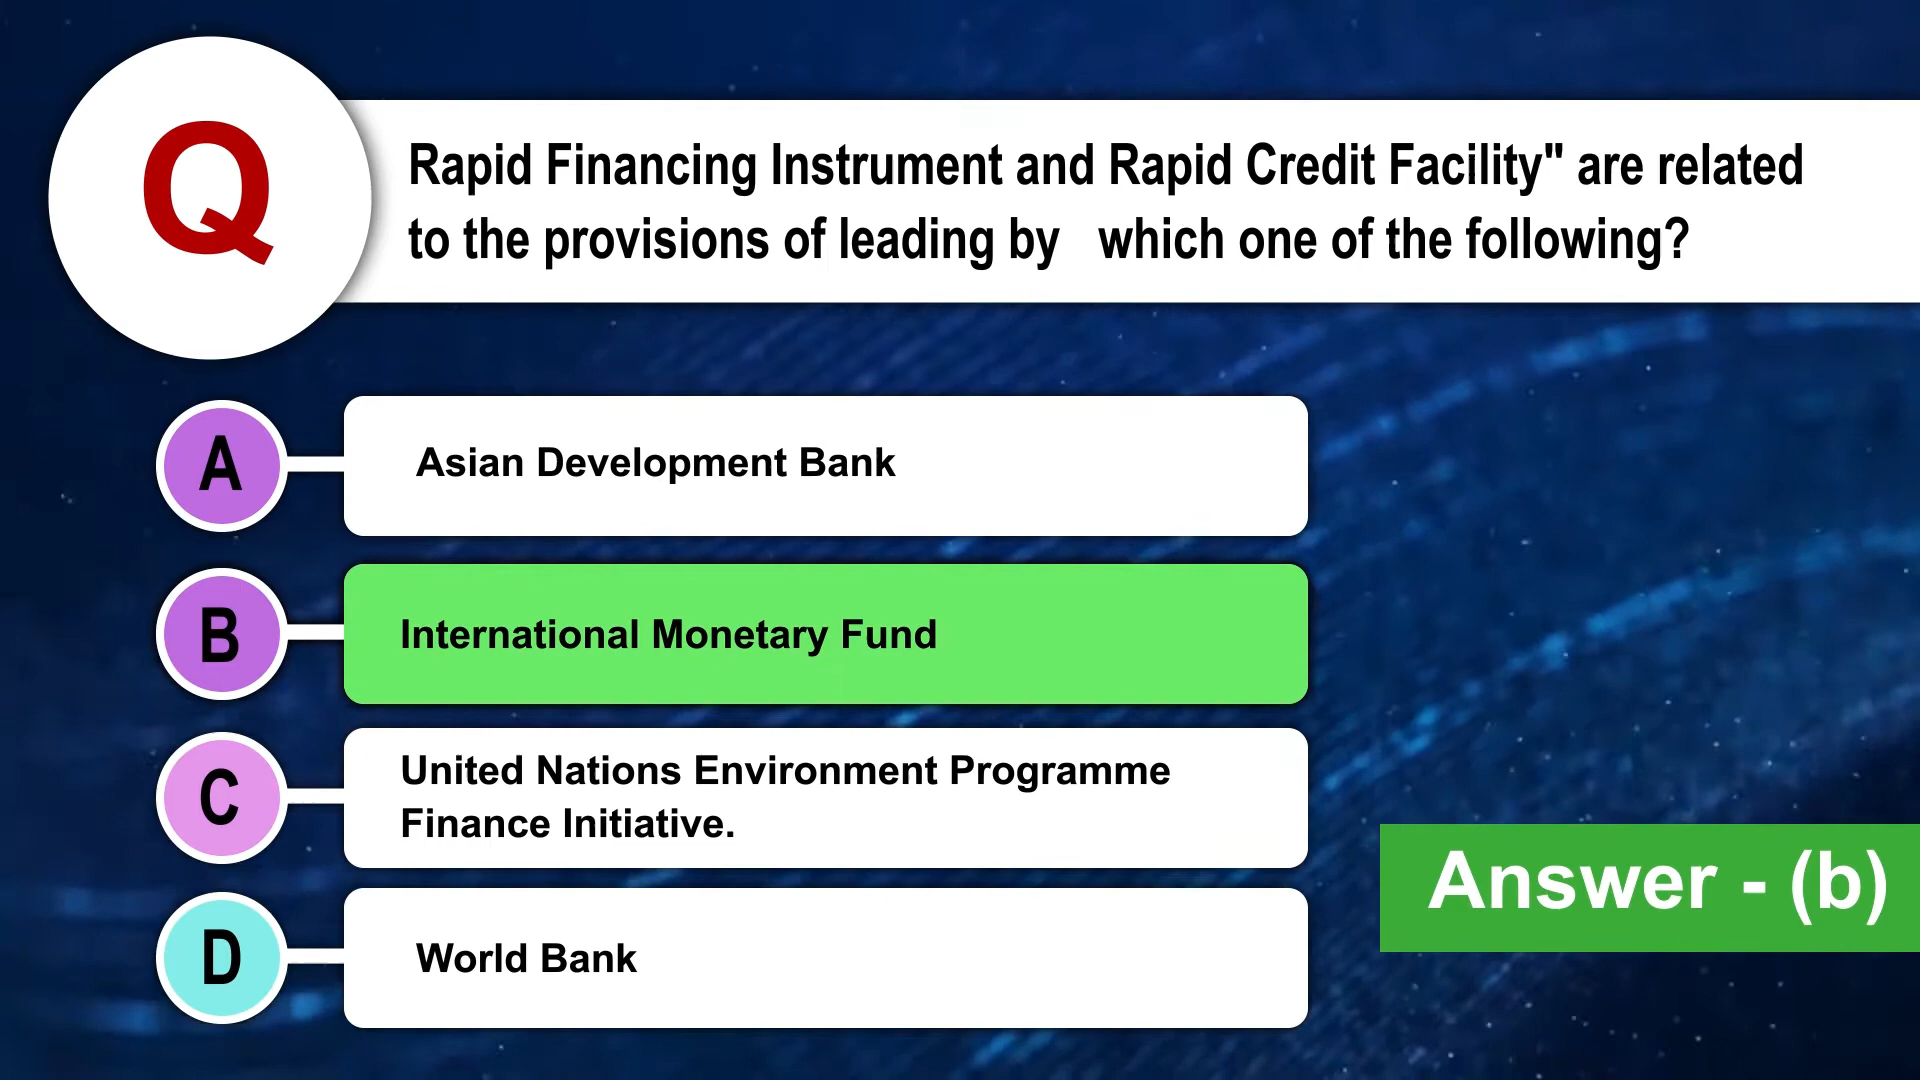 Q
Rapid Financing Instrument and Rapid Credit Facility" are related
to the provisions of leading by   which one of the following?
A
Asian Development Bank
B
International Monetary Fund
C
United Nations Environment Programme
Finance Initiative.
D
World Bank
Answer - (b)